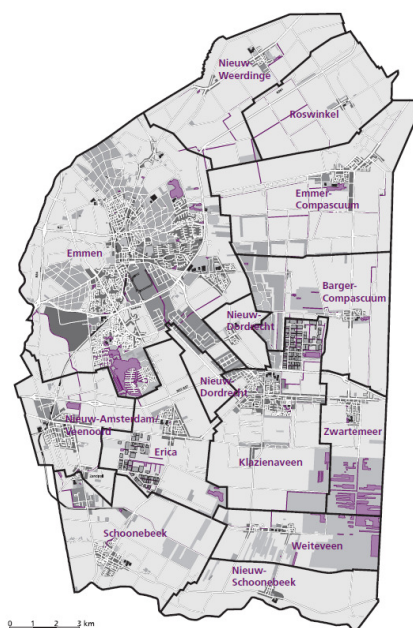 Nieuw-
Weerdinge
Roswinkel
Emmer-
Compascuum
Emmen
Barger-
Compascuum
Nieuw-
Dordrecht
Nieuw-
Dordrecht
Nieuw-Amsterdam/
Veenoord
Zwartemeer
Erica
Klazienaveen
Schoonebeek
Weiteveen
Nieuw-
Schoonebeek
0 1 2 3 km